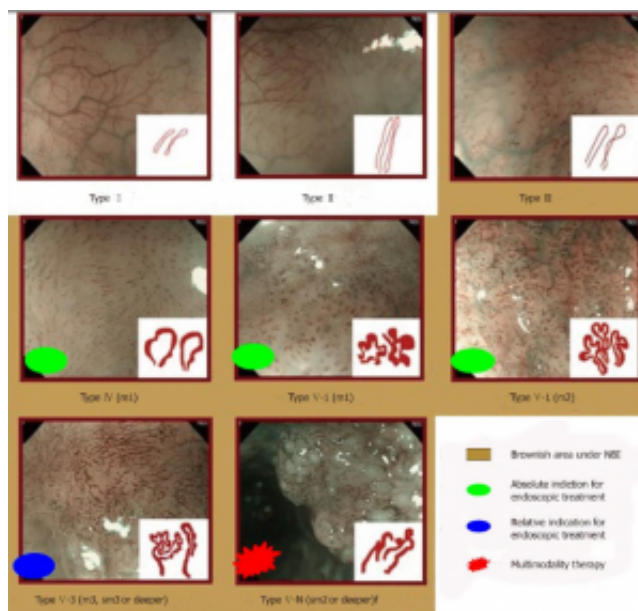 Type I
Type II
Type III
Type IV (m1)
Type V-1 (m1)
Type V-1 (m2)
Brownish area under NBI
Absolute indietion for
endoscopic treatment
Relative indication for
endoscopic treatment
Multimodality therapy
Type V-3 (m3, sm3 or deeper)
Type V-N (sm2 or deeper)f